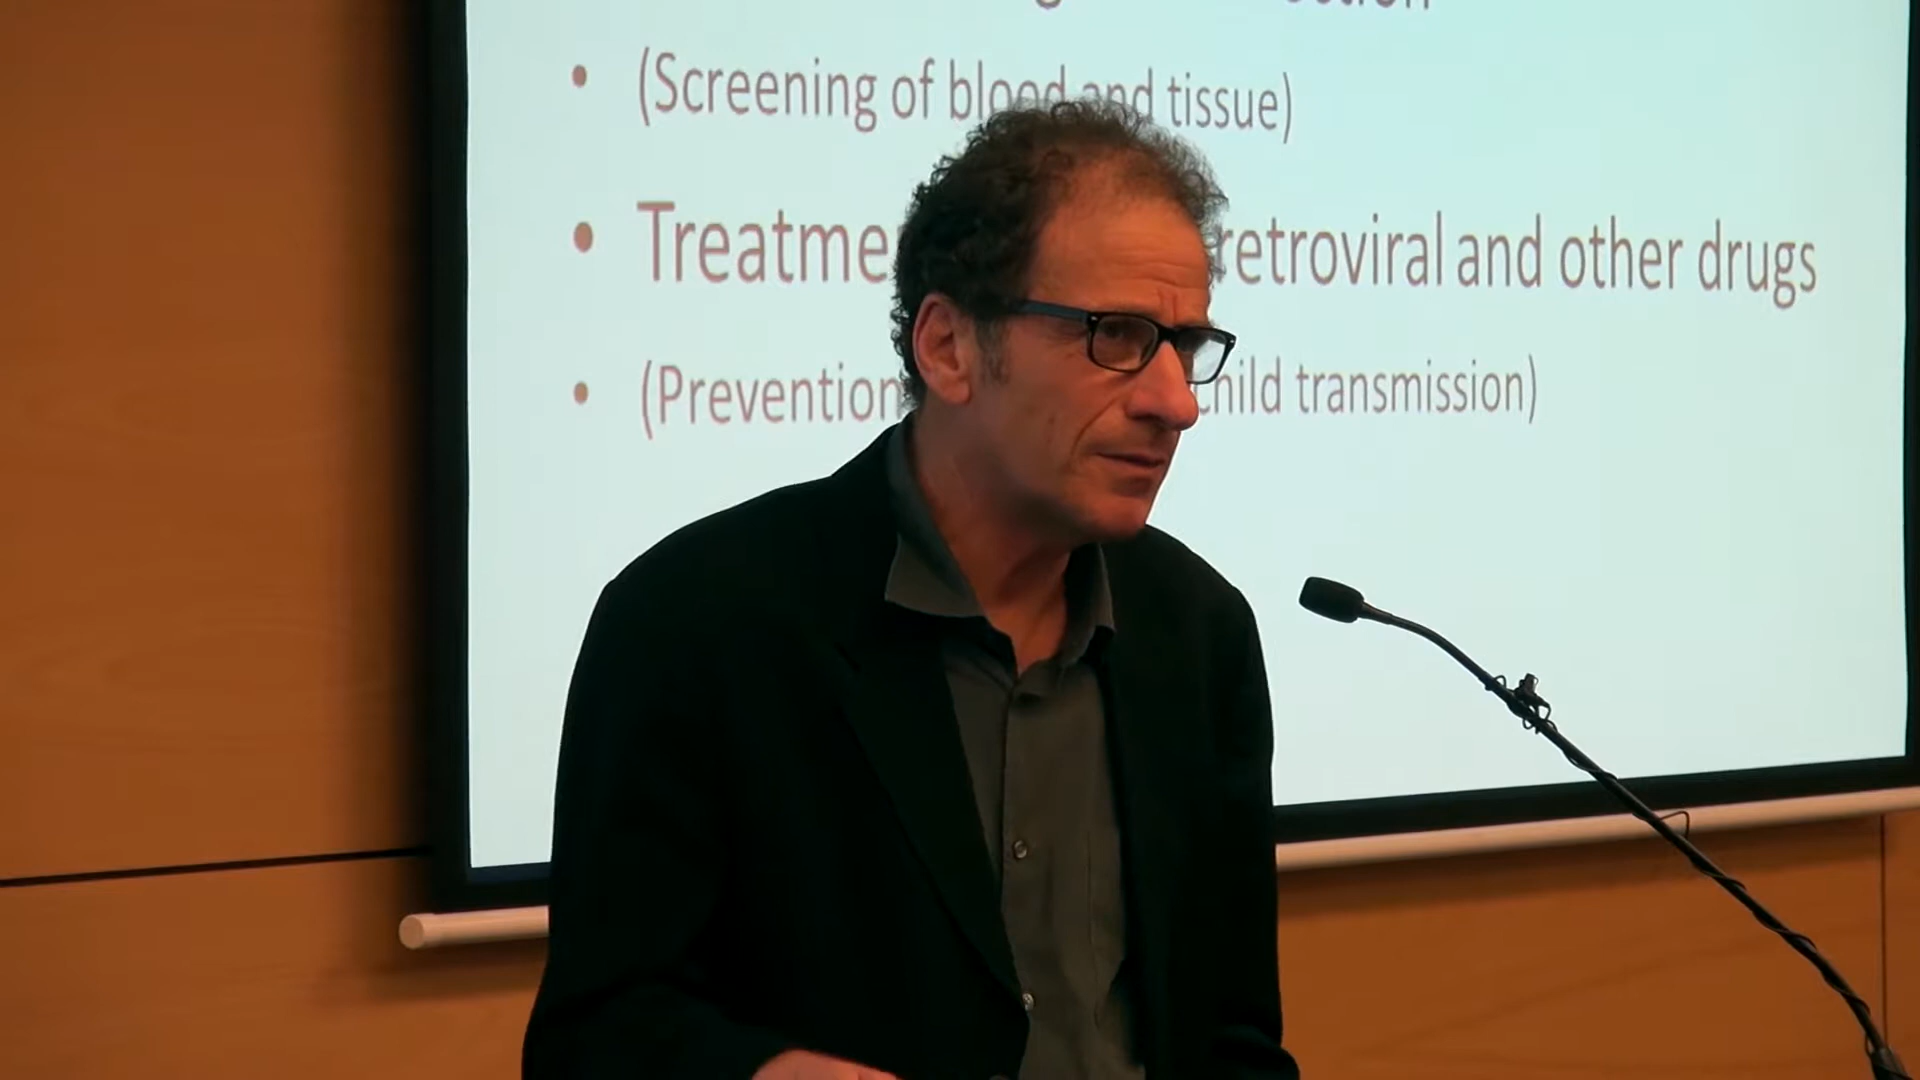 (Screening of blood and tissue)
Treatme retroviral and other drugs
(Prevention child transmission)